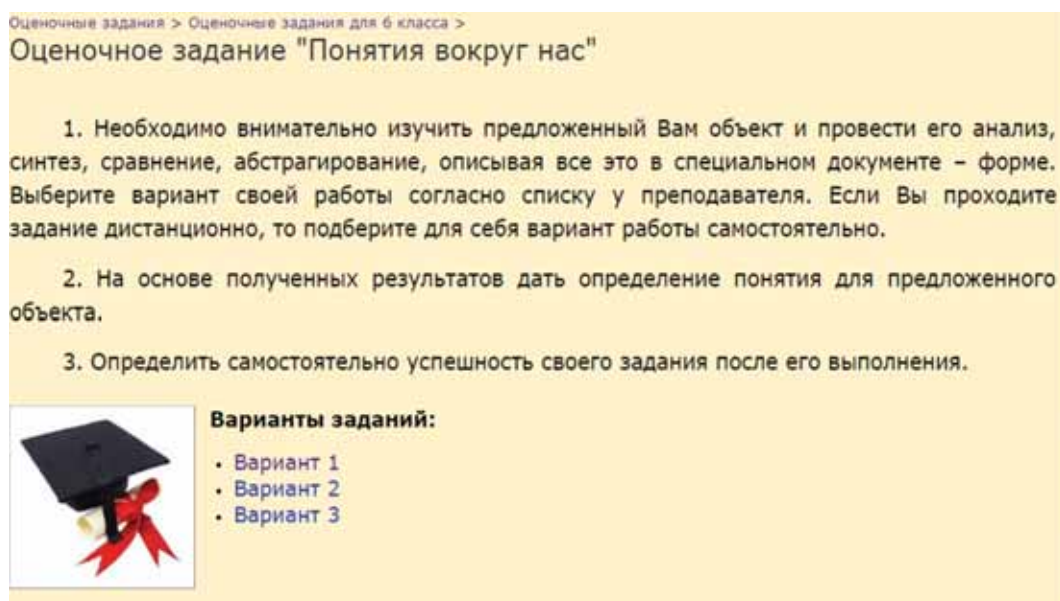 Оценочные задания > Оценочные задания для 6 класса >
Оценочное задание "Понятия вокруг нас"
1. Необходимо внимательно изучить предложенный Вам объект и провести его анализ,
синтез, сравнение, абстрагирование, описывая все это в специальном документе – форме.
Выберите вариант своей работы согласно списку у преподавателя. Если Вы проходите
задание дистанционно, то подберите для себя вариант работы самостоятельно.
2. На основе полученных результатов дать определение понятия для предложенного
объекта.
3. Определить самостоятельно успешность своего задания после его выполнения.
Варианты заданий:
• Вариант 1
• Вариант 2
• Вариант 3